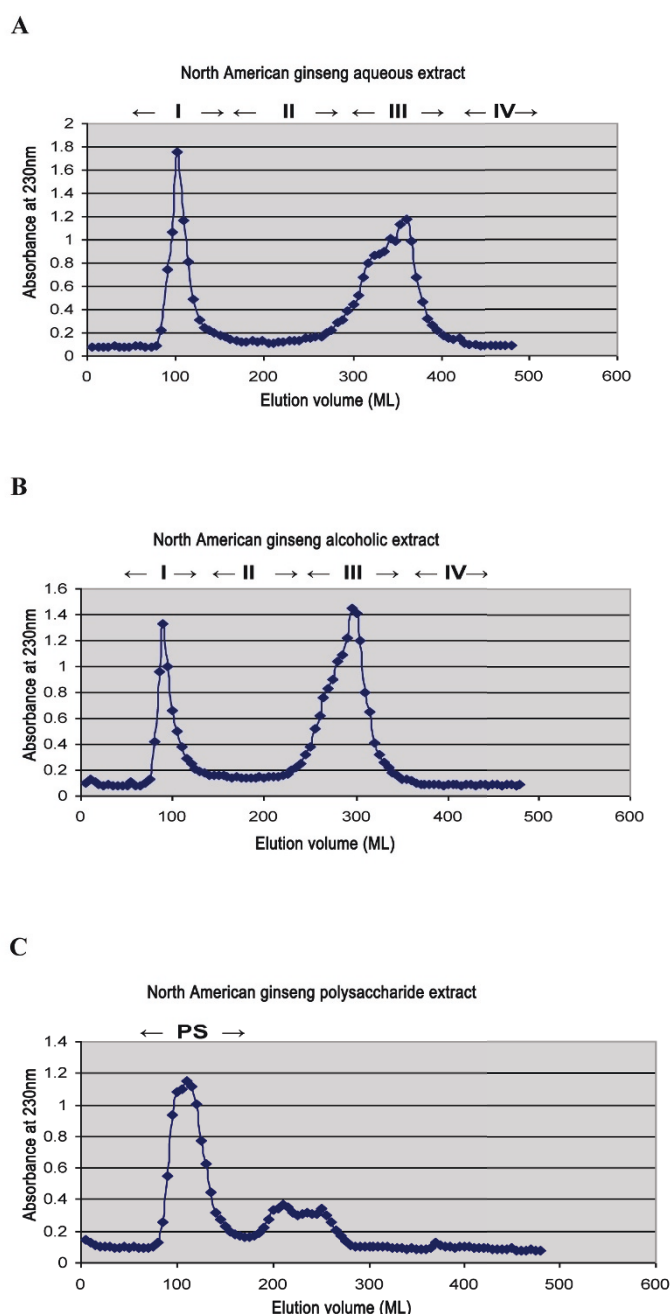 A
North American ginseng aqueous extract
← I → ← II → ← III → ← IV →
2
1.8
1.6
1.4
1.2
1
0.8
0.6
0.4
0.2
0
Absorbance at 230nm
0 100 200 300 400 500 600
Elution volume (ML)
B
North American ginseng alcoholic extract
← I → ← II → ← III → ← IV →
1.6
1.4
1.2
1
0.8
0.6
0.4
0.2
0
Absorbance at 230nm
0 100 200 300 400 500 600
Elution volume (ML)
C
North American ginseng polysaccharide extract
← PS →
1.4
1.2
1
0.8
0.6
0.4
0.2
0
Absorbance at 230nm
0 100 200 300 400 500 600
Elution volume (ML)